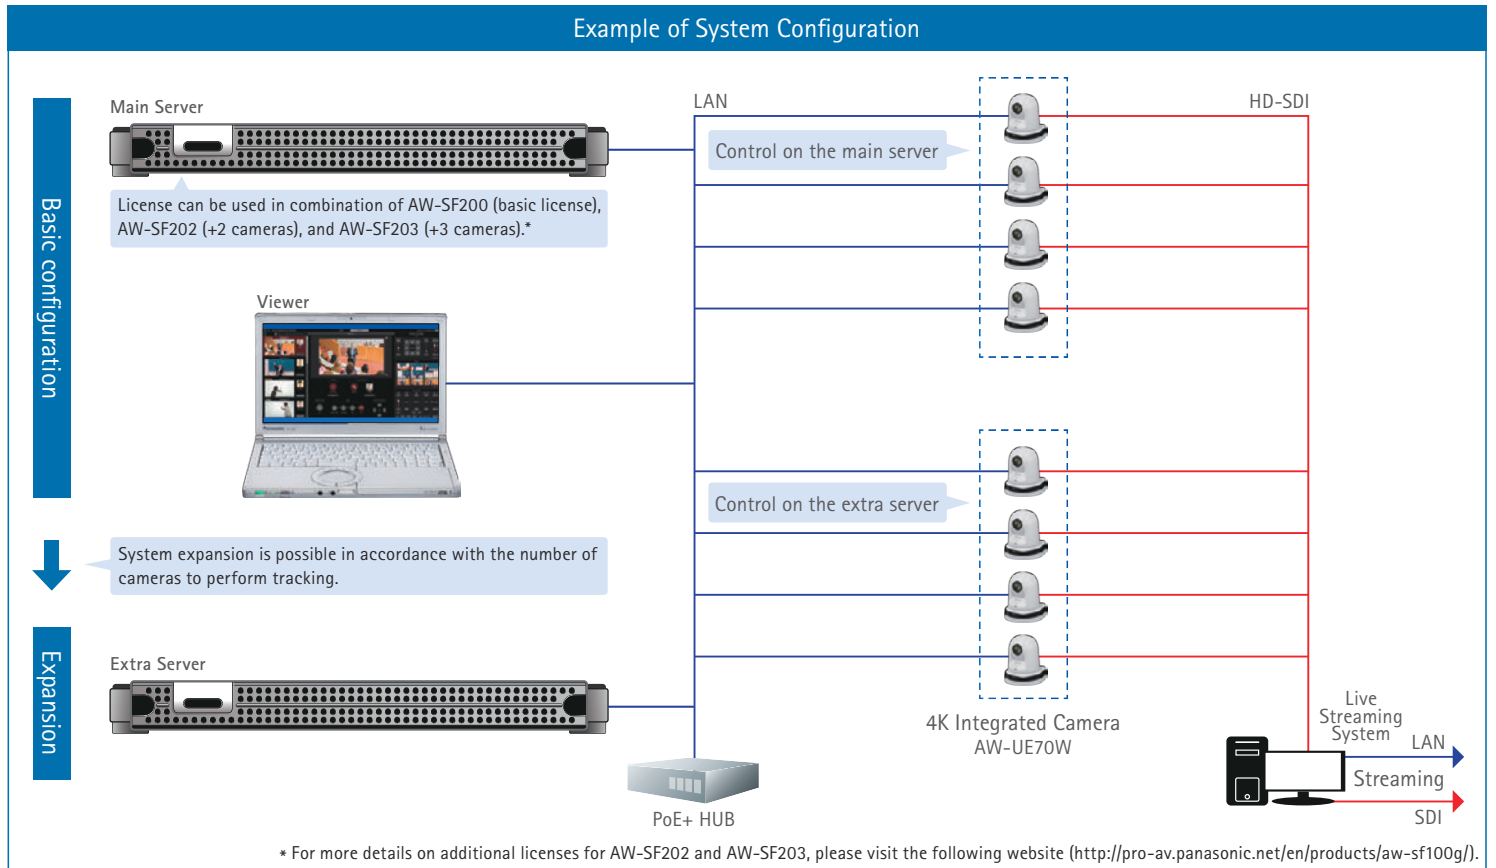 Example of System Configuration
Basic configuration
Main Server
License can be used in combination of AW-SF200 (basic license),
AW-SF202 (+2 cameras), and AW-SF203 (+3 cameras).*
Viewer
LAN
HD-SDI
Control on the main server
Control on the extra server
System expansion is possible in accordance with the number of
cameras to perform tracking.
Expansion
Extra Server
4K Integrated Camera
AW-UE70W
PoE+ HUB
Live
Streaming
System
LAN
Streaming
SDI
* For more details on additional licenses for AW-SF202 and AW-SF203, please visit the following website (http://pro-av.panasonic.net/en/products/aw-sf100g/).